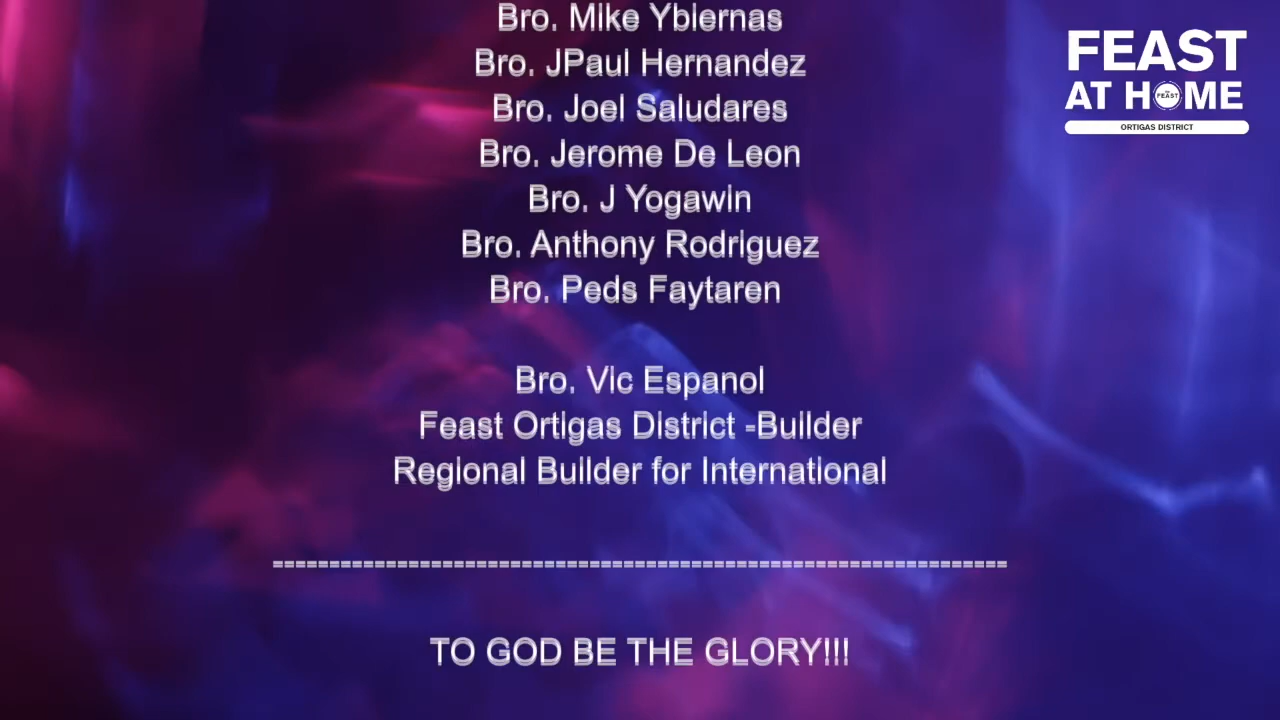 Bro. Mike Ybiernas
Bro. JPaul Hernandez
Bro. Joel Saludares
Bro. Jerome De Leon
Bro. J Yogawin
Bro. Anthony Rodriguez
Bro. Peds Faytaren
Bro. Vic Espanol
Feast Ortigas District -Builder
Regional Builder for International
------------------------------------------------------------------
TO GOD BE THE GLORY!!!
FEAST
AT HOME
FEAST
ORTIGAS DISTRICT